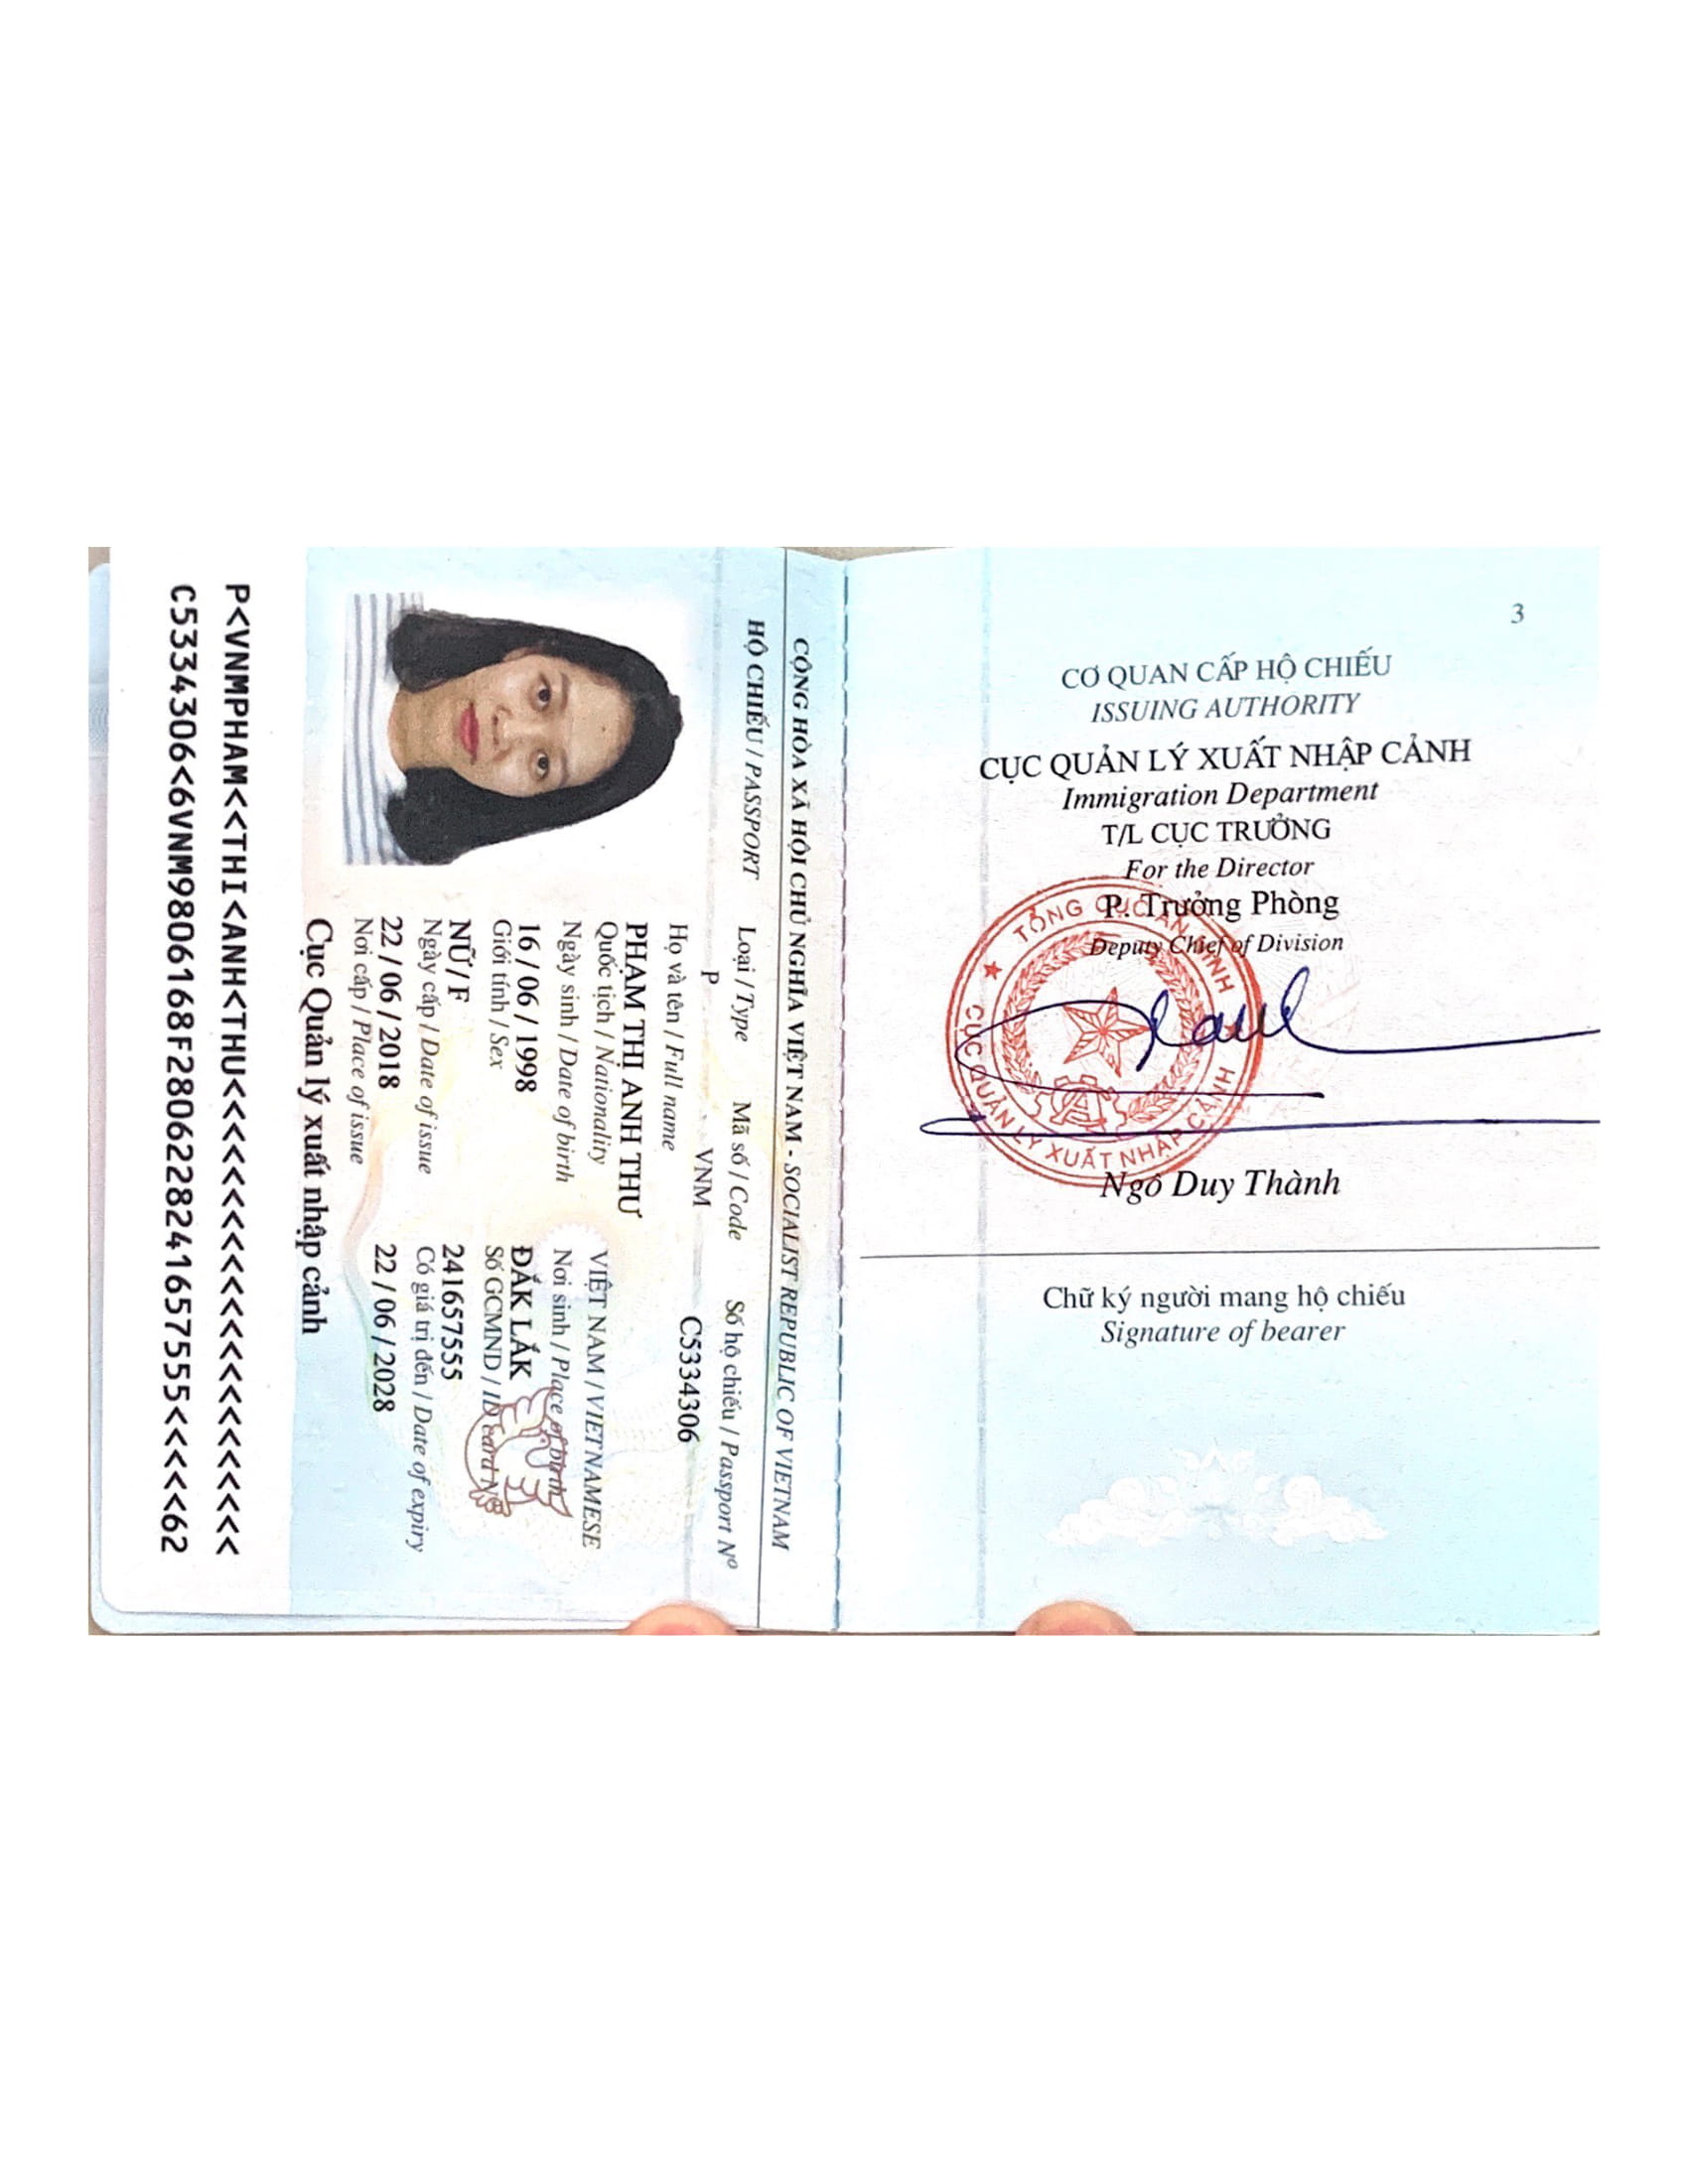 3
CƠ QUAN CẤP HỘ CHIẾU
ISSUING AUTHORITY
CỤC QUẢN LÝ XUẤT NHẬP CẢNH
Immigration Department
T/L CỤC TRƯỞNG
For the Director
P. Trưởng Phòng
Deputy Chief of Division
TỔNG CỤC AN NINH
CỤC QUẢN LÝ XUẤT NHẬP CẢNH
Ngô Duy Thành
Chữ ký người mang hộ chiếu
Signature of bearer
CỘNG HÒA XÃ HỘI CHỦ NGHĨA VIỆT NAM - SOCIALIST REPUBLIC OF VIETNAM
HỘ CHIẾU / PASSPORT Loại / Type Mã số / Code Số hộ chiếu / Passport Nº
P VNM C5334306
Họ và tên / Full name
PHẠM THỊ ANH THƯ
Quốc tịch / Nationality VIỆT NAM / VIETNAMESE
Ngày sinh / Date of birth Nơi sinh / Place of birth
16 / 06 / 1998 ĐẮK LẮK
Giới tính / Sex Số GCMND / ID card Nº
NỮ / F 241657555
Ngày cấp / Date of issue Có giá trị đến / Date of expiry
22 / 06 / 2018 22 / 06 / 2028
Nơi cấp / Place of issue
Cục Quản lý xuất nhập cảnh
P<VNMPHAM<<THI<ANH<THU<<<<<<<<<<<<<<<<<<<<<<
C5334306<6VNM9806168F2806228241657555<<<<<62